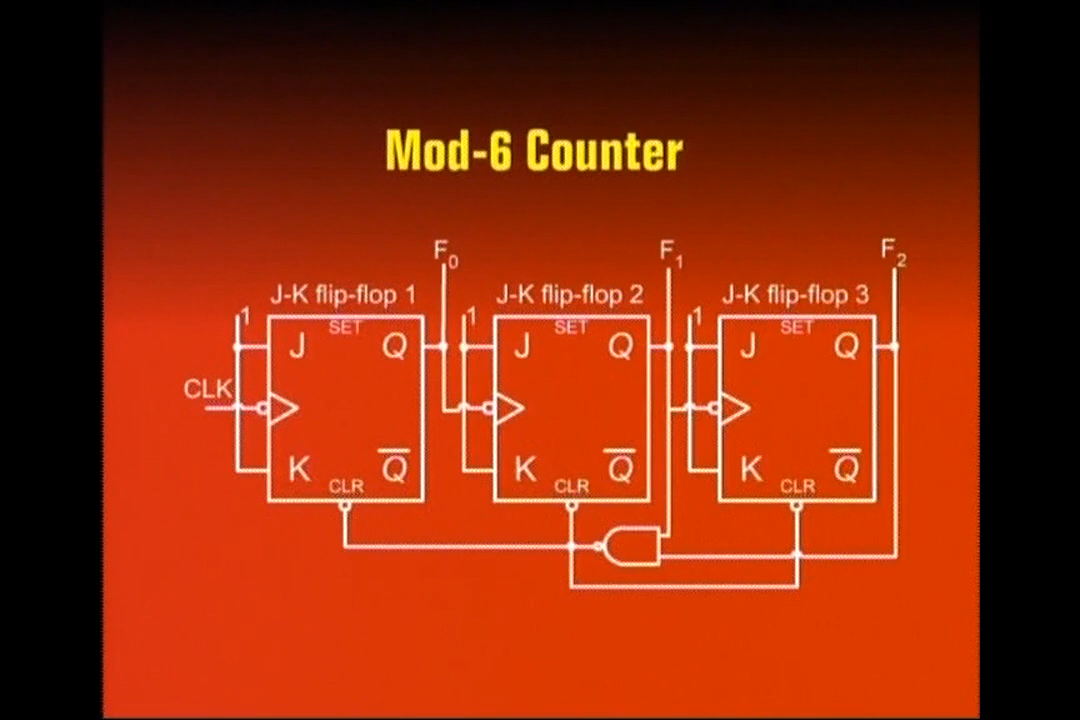 Mod-6 Counter
F0 F1 F2
J-K flip-flop 1 J-K flip-flop 2 J-K flip-flop 3
1 SET 1 SET 1 SET
J Q J Q J Q
CLK
K Q̅ K Q̅ K Q̅
CLR CLR CLR